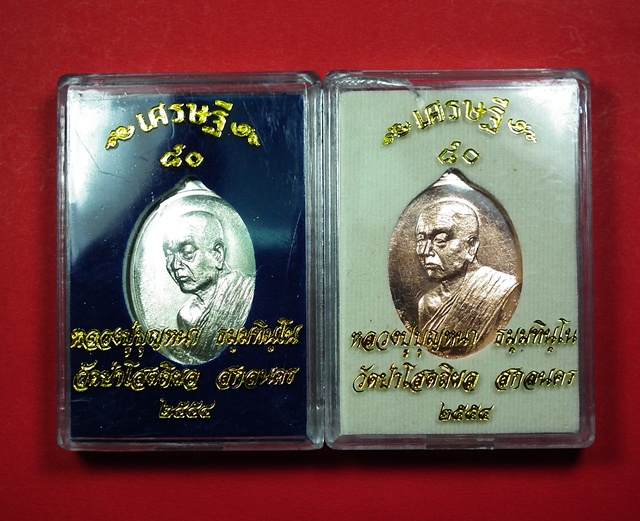 เศรษฐี
๘๐
หลวงปู่บุญหนา ธมฺมทินฺโน
วัดป่าโสตถิผล สกลนคร
๒๕๕๔
เศรษฐี
๘๐
หลวงปู่บุญหนา ธมฺมทินฺโน
วัดป่าโสตถิผล สกลนคร
๒๕๕๔